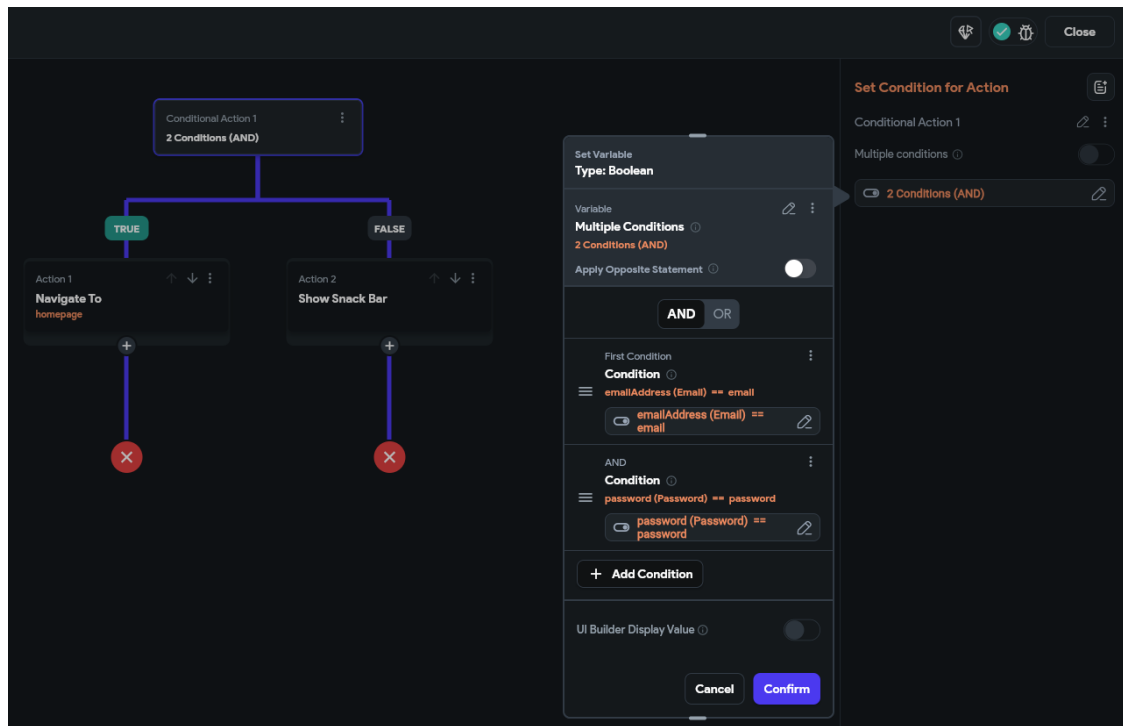 Close
Set Condition for Action
Conditional Action 1
Multiple conditions
2 Conditions (AND)
Conditional Action 1
2 Conditions (AND)
TRUE
FALSE
Action 1
Navigate To
homepage
Action 2
Show Snack Bar
Set Variable
Type: Boolean
Variable
Multiple Conditions
2 Conditions (AND)
Apply Opposite Statement
AND OR
First Condition
Condition
emailAddress (Email) == email
emailAddress (Email) ==
email
AND
Condition
password (Password) == password
password (Password) ==
password
+ Add Condition
UI Builder Display Value
Cancel Confirm